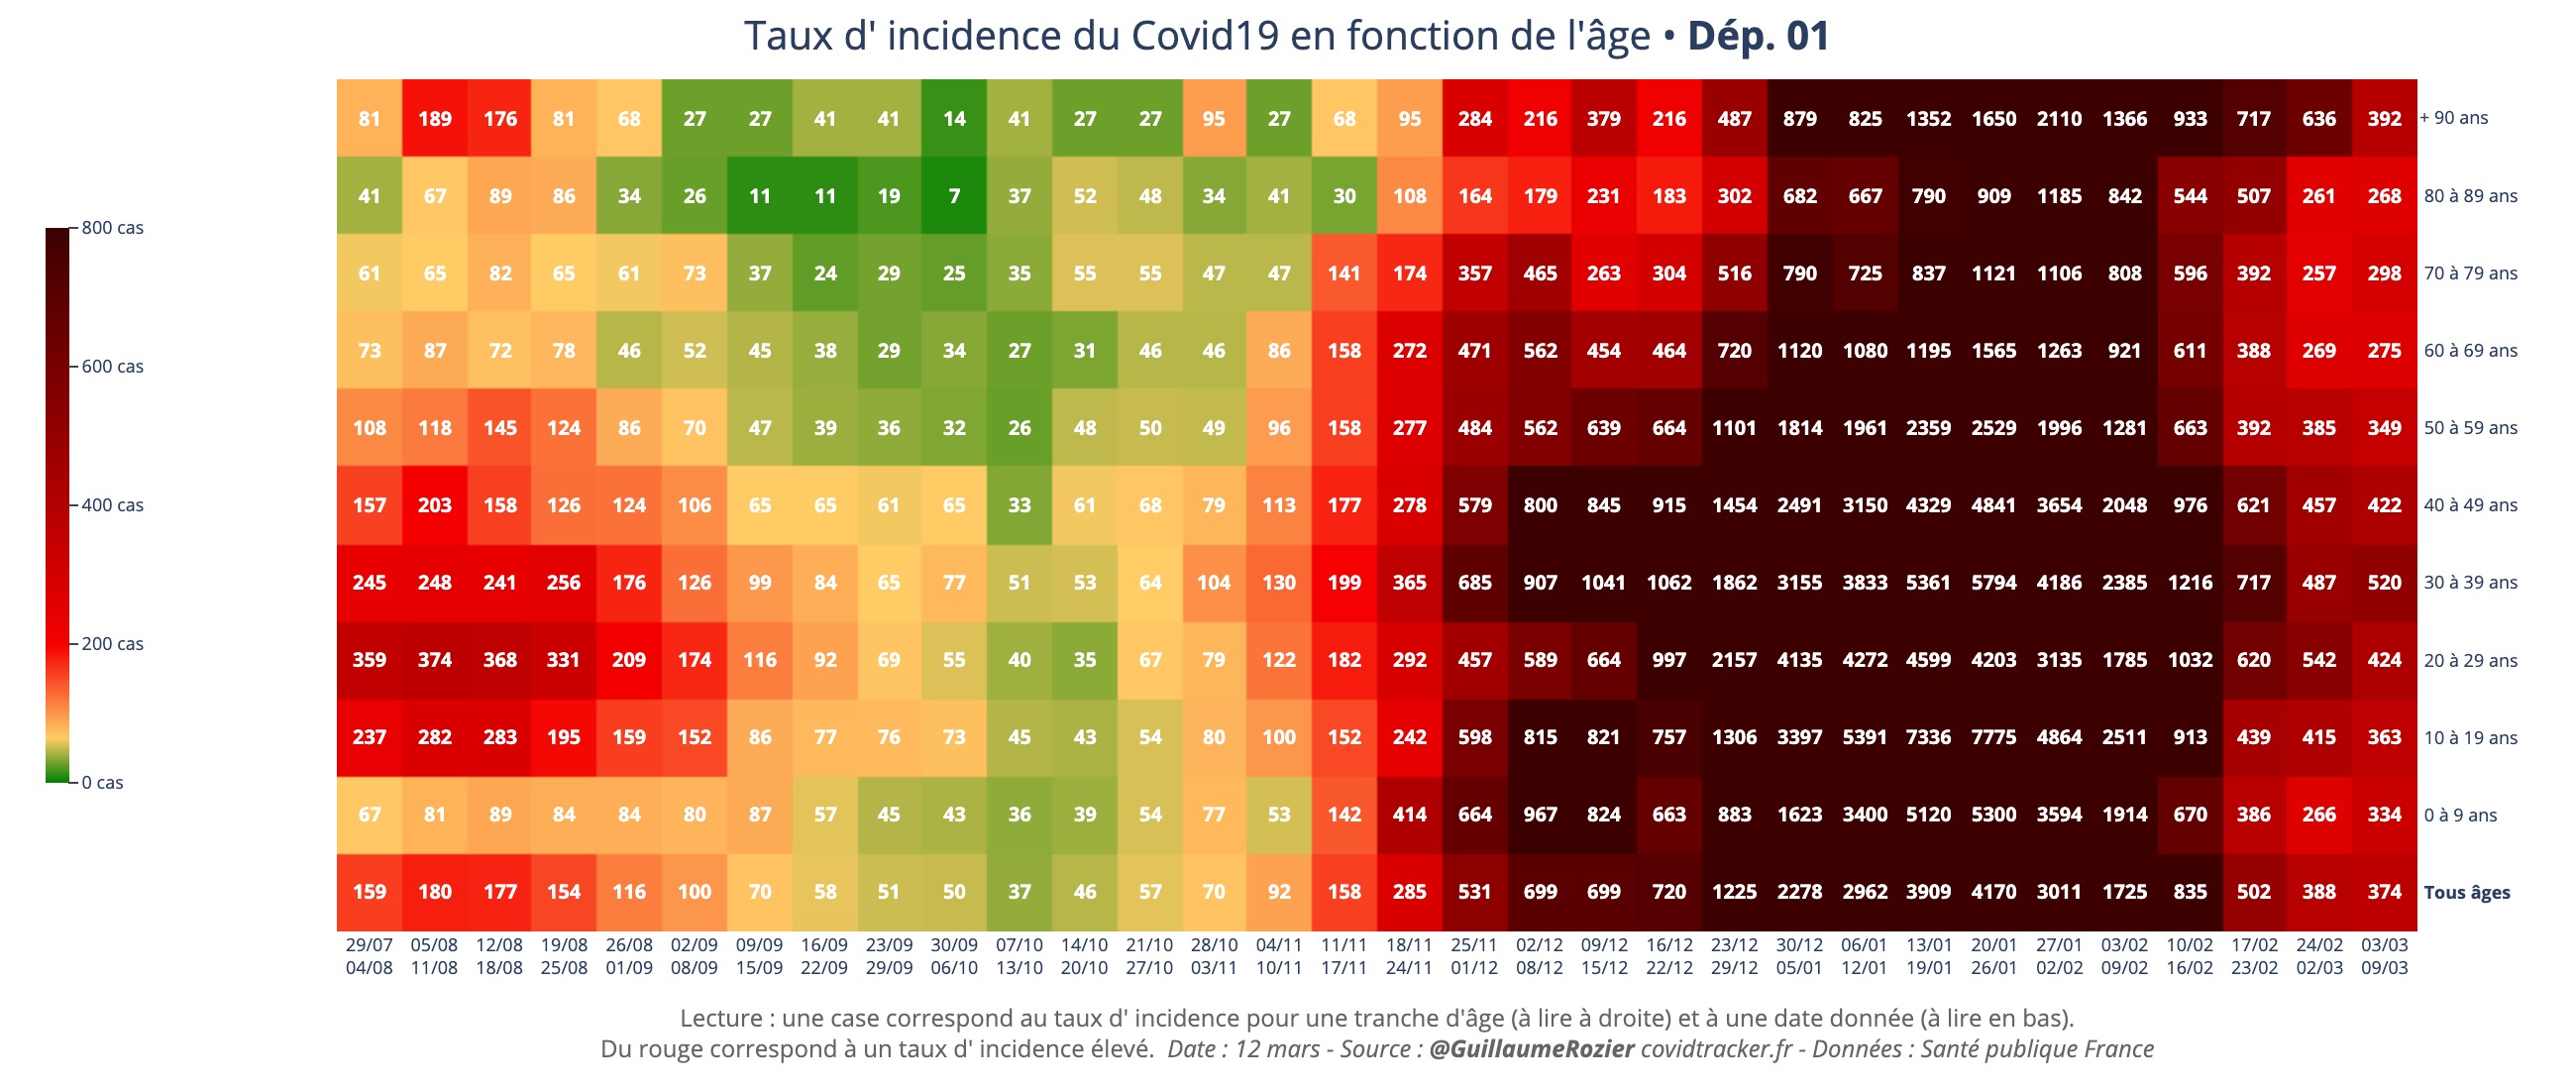 Taux d' incidence du Covid19 en fonction de l'âge • Dép. 01
800 cas
600 cas
400 cas
200 cas
0 cas
81 189 176 81 68 27 27 41 41 14 41 27 27 95 27 68 95 284 216 379 216 487 879 825 1352 1650 2110 1366 933 717 636 392 + 90 ans
41 67 89 86 34 26 11 11 19 7 37 52 48 34 41 30 108 164 179 231 183 302 682 667 790 909 1185 842 544 507 261 268 80 à 89 ans
61 65 82 65 61 73 37 24 29 25 35 55 55 47 47 141 174 357 465 263 304 516 790 725 837 1121 1106 808 596 392 257 298 70 à 79 ans
73 87 72 78 46 52 45 38 29 34 27 31 46 46 86 158 272 471 562 454 464 720 1120 1080 1195 1565 1263 921 611 388 269 275 60 à 69 ans
108 118 145 124 86 70 47 39 36 32 26 48 50 49 96 158 277 484 562 639 664 1101 1814 1961 2359 2529 1996 1281 663 392 385 349 50 à 59 ans
157 203 158 126 124 106 65 65 61 65 33 61 68 79 113 177 278 579 800 845 915 1454 2491 3150 4329 4841 3654 2048 976 621 457 422 40 à 49 ans
245 248 241 256 176 126 99 84 65 77 51 53 64 104 130 199 365 685 907 1041 1062 1862 3155 3833 5361 5794 4186 2385 1216 717 487 520 30 à 39 ans
359 374 368 331 209 174 116 92 69 55 40 35 67 79 122 182 292 457 589 664 997 2157 4135 4272 4599 4203 3135 1785 1032 620 542 424 20 à 29 ans
237 282 283 195 159 152 86 77 76 73 45 43 54 80 100 152 242 598 815 821 757 1306 3397 5391 7336 7775 4864 2511 913 439 415 363 10 à 19 ans
67 81 89 84 84 80 87 57 45 43 36 39 54 77 53 142 414 664 967 824 663 883 1623 3400 5120 5300 3594 1914 670 386 266 334 0 à 9 ans
159 180 177 154 116 100 70 58 51 50 37 46 57 70 92 158 285 531 699 699 720 1225 2278 2962 3909 4170 3011 1725 835 502 388 374 Tous âges
29/07 05/08 12/08 19/08 26/08 02/09 09/09 16/09 23/09 30/09 07/10 14/10 21/10 28/10 04/11 11/11 18/11 25/11 02/12 09/12 16/12 23/12 30/12 06/01 13/01 20/01 27/01 03/02 10/02 17/02 24/02 03/03
04/08 11/08 18/08 25/08 01/09 08/09 15/09 22/09 29/09 06/10 13/10 20/10 27/10 03/11 10/11 17/11 24/11 01/12 08/12 15/12 22/12 29/12 05/01 12/01 19/01 26/01 02/02 09/02 16/02 23/02 02/03 09/03
Lecture : une case correspond au taux d' incidence pour une tranche d'âge (à lire à droite) et à une date donnée (à lire en bas).
Du rouge correspond à un taux d' incidence élevé. Date : 12 mars - Source : @GuillaumeRozier covidtracker.fr - Données : Santé publique France